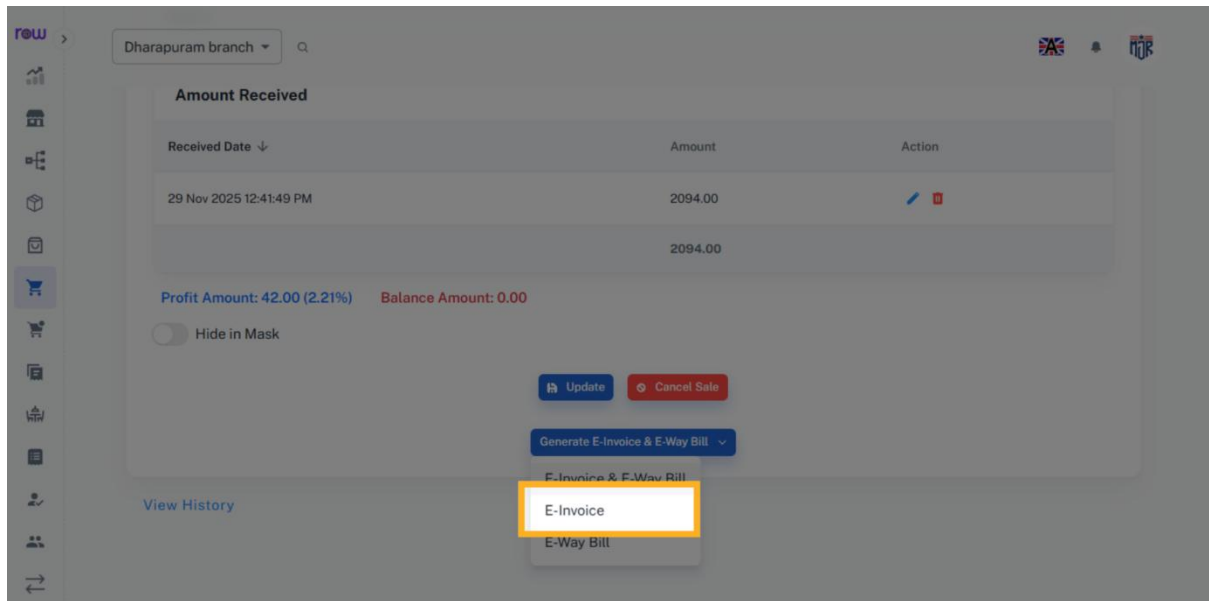 row
Dharapuram branch
Amount Received
Received Date ↓ Amount Action
29 Nov 2025 12:41:49 PM 2094.00
2094.00
Profit Amount: 42.00 (2.21%) Balance Amount: 0.00
Hide in Mask
Update Cancel Sale
Generate E-Invoice & E-Way Bill
E-Invoice & E-Way Bill
View History
E-Invoice
E-Way Bill